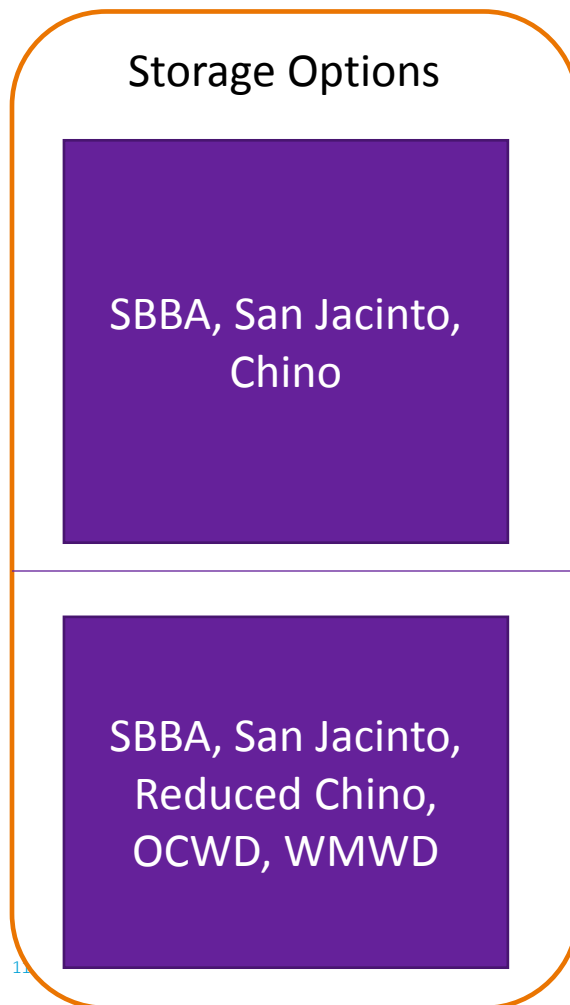 Storage Options
SBBA, San Jacinto,
Chino
SBBA, San Jacinto,
Reduced Chino,
OCWD, WMWD